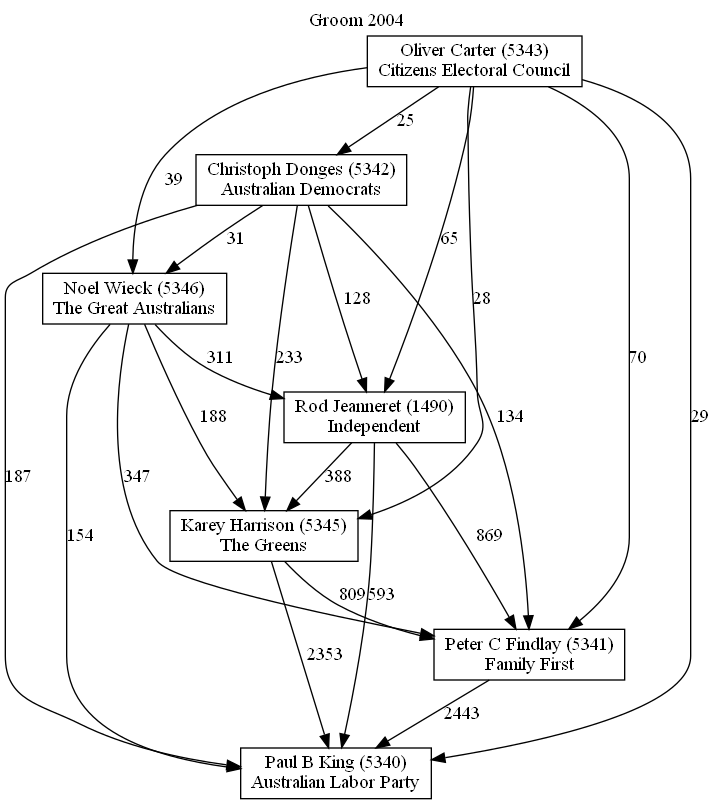 Groom 2004
Oliver Carter (5343)
Citizens Electoral Council
25
Christoph Donges (5342)
Australian Democrats
39
31
65
Noel Wieck (5346)
The Great Australians
128
28
311
233
70
Rod Jeanneret (1490)
Independent
188
134
29
187
347
388
154
Karey Harrison (5345)
The Greens
869
809
593
Peter C Findlay (5341)
Family First
2353
2443
Paul B King (5340)
Australian Labor Party